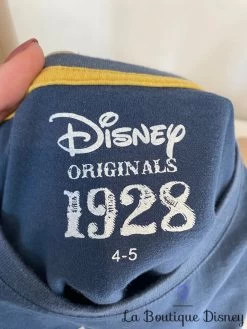 Disney
ORIGINALS
1928
4-5
La Boutique Disney